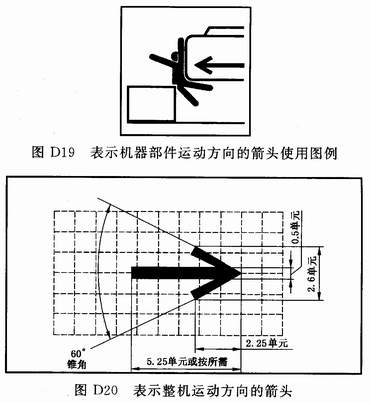 图 D19 表示机器部件运动方向的箭头使用图例
0.5单元
2.6单元
2.25单元
60°
锥角
5.25单元或按所需
图 D20 表示整机运动方向的箭头